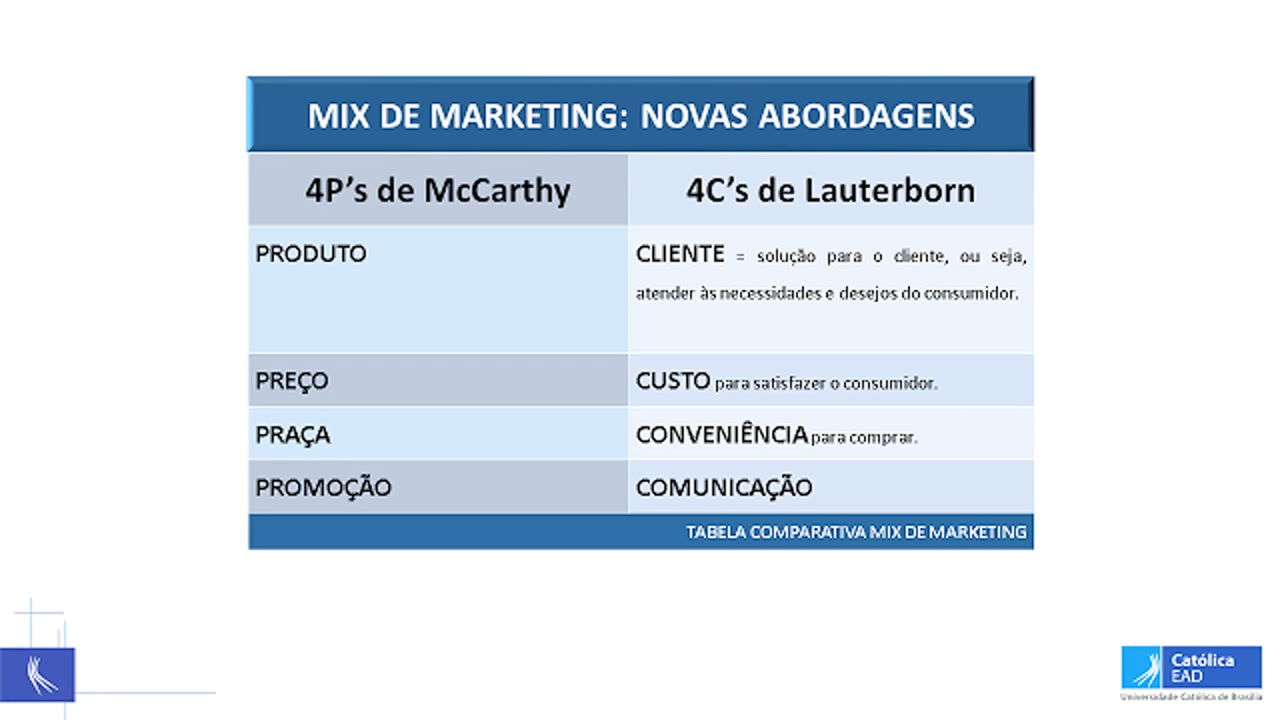 MIX DE MARKETING: NOVAS ABORDAGENS
4P’s de McCarthy
4C’s de Lauterborn
PRODUTO
CLIENTE = solução para o cliente, ou seja,
atender às necessidades e desejos do consumidor.
PREÇO
CUSTO para satisfazer o consumidor.
PRAÇA
CONVENIÊNCIA para comprar.
PROMOÇÃO
COMUNICAÇÃO
TABELA COMPARATIVA MIX DE MARKETING
Católica
EAD
Universidade Católica de Brasília